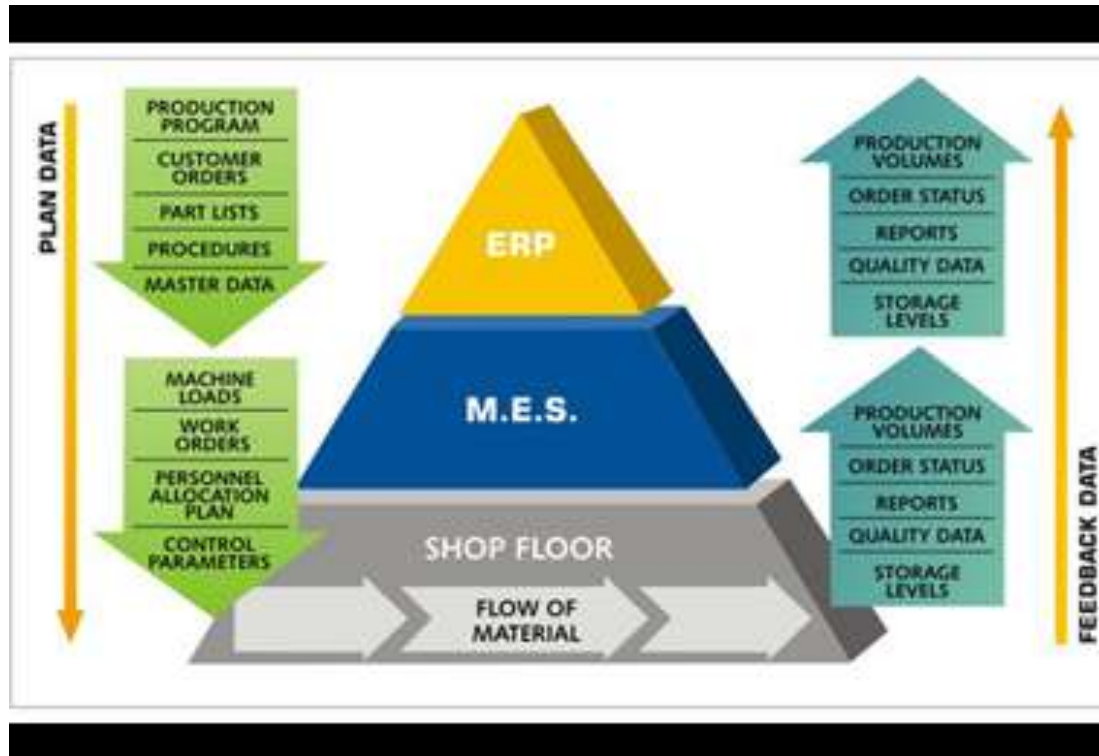 PLAN DATA
PRODUCTION
PROGRAM
CUSTOMER
ORDERS
PART LISTS
PROCEDURES
MASTER DATA
MACHINE
LOADS
WORK
ORDERS
PERSONNEL
ALLOCATION
PLAN
CONTROL
PARAMETERS
ERP
M.E.S.
SHOP FLOOR
FLOW OF
MATERIAL
PRODUCTION
VOLUMES
ORDER STATUS
REPORTS
QUALITY DATA
STORAGE
LEVELS
PRODUCTION
VOLUMES
ORDER STATUS
REPORTS
QUALITY DATA
STORAGE
LEVELS
FEEDBACK DATA